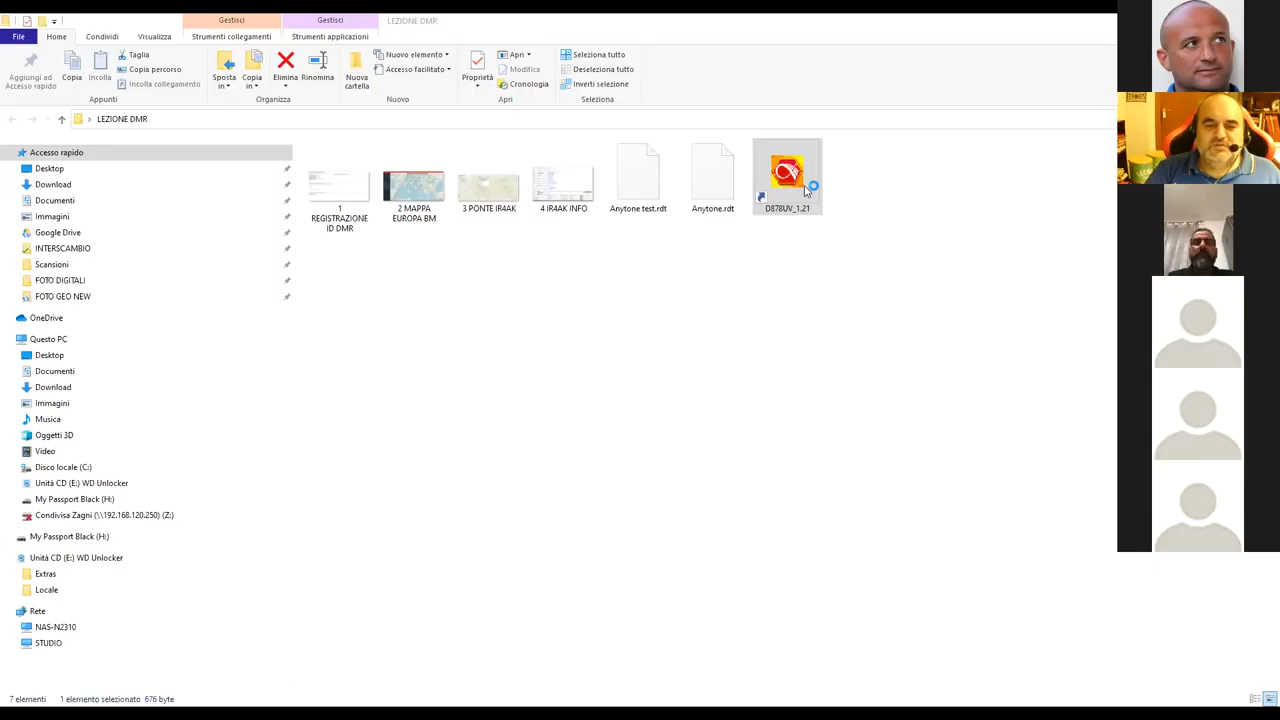 Gestisci
Gestisci
LEZIONE DMR
File
Home
Condividi
Visualizza
Strumenti collegamenti
Strumenti applicazioni
Aggiungi ad
Accesso rapido
Copia
Incolla
Taglia
Copia percorso
Incolla collegamento
Appunti
Sposta
in
Copia
in
Elimina
Rinomina
Organizza
Nuova
cartella
Nuovo elemento
Accesso facilitato
Nuovo
Proprietà
Apri
Modifica
Cronologia
Apri
Seleziona tutto
Deseleziona tutto
Inverti selezione
Seleziona
LEZIONE DMR
Accesso rapido
Desktop
Download
Documenti
Immagini
Google Drive
INTERSCAMBIO
Scansioni
FOTO DIGITALI
FOTO GEO NEW
OneDrive
Questo PC
Desktop
Documenti
Download
Immagini
Musica
Oggetti 3D
Video
Disco locale (C:)
Unità CD (E:) WD Unlocker
My Passport Black (H:)
Condivisa Zagni (\\192.168.120.250) (Z:)
My Passport Black (H:)
Unità CD (E:) WD Unlocker
Extras
Locale
Rete
NAS-N2310
STUDIO
1
REGISTRAZIONE
ID DMR
2 MAPPA
EUROPA BM
3 PONTE IR4AK
4 IR4AK INFO
Anytone test.rdt
Anytone.rdt
D878UV_1.21
7 elementi
1 elemento selezionato 676 byte